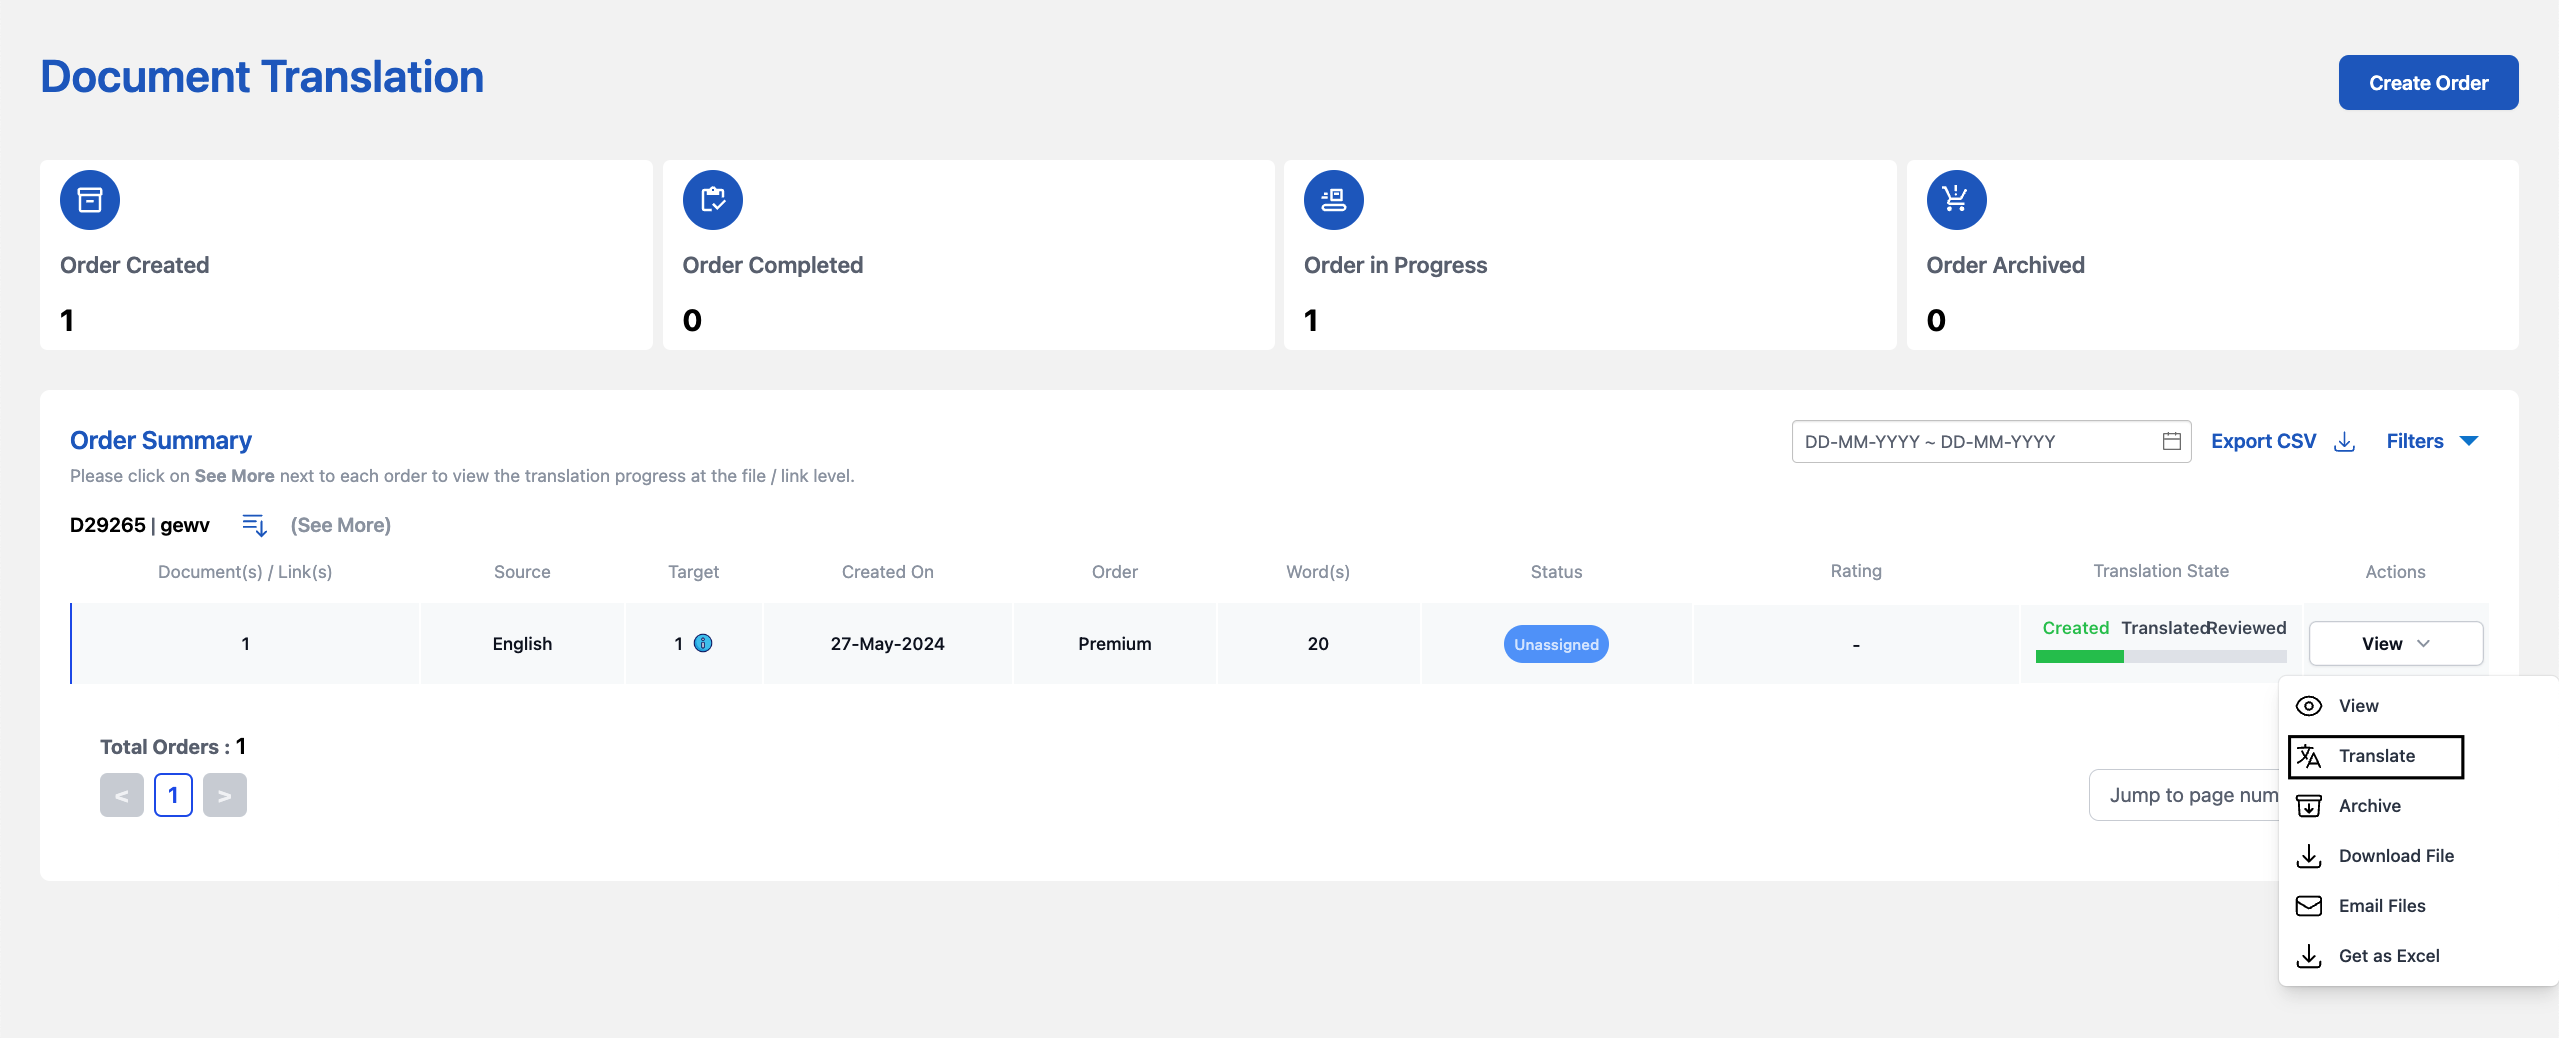 Document Translation
Create Order
Order Created
1
Order Completed
0
Order in Progress
1
Order Archived
0
Order Summary
DD-MM-YYYY ~ DD-MM-YYYY
Export CSV
Filters
Please click on See More next to each order to view the translation progress at the file / link level.
D29265 | gewv (See More)
Document(s) / Link(s) Source Target Created On Order Word(s) Status Rating Translation State Actions
1 English 1 27-May-2024 Premium 20 Unassigned - Created Translated Reviewed View
View
Translate
Archive
Download File
Email Files
Get as Excel
Total Orders : 1
< 1 >
Jump to page num